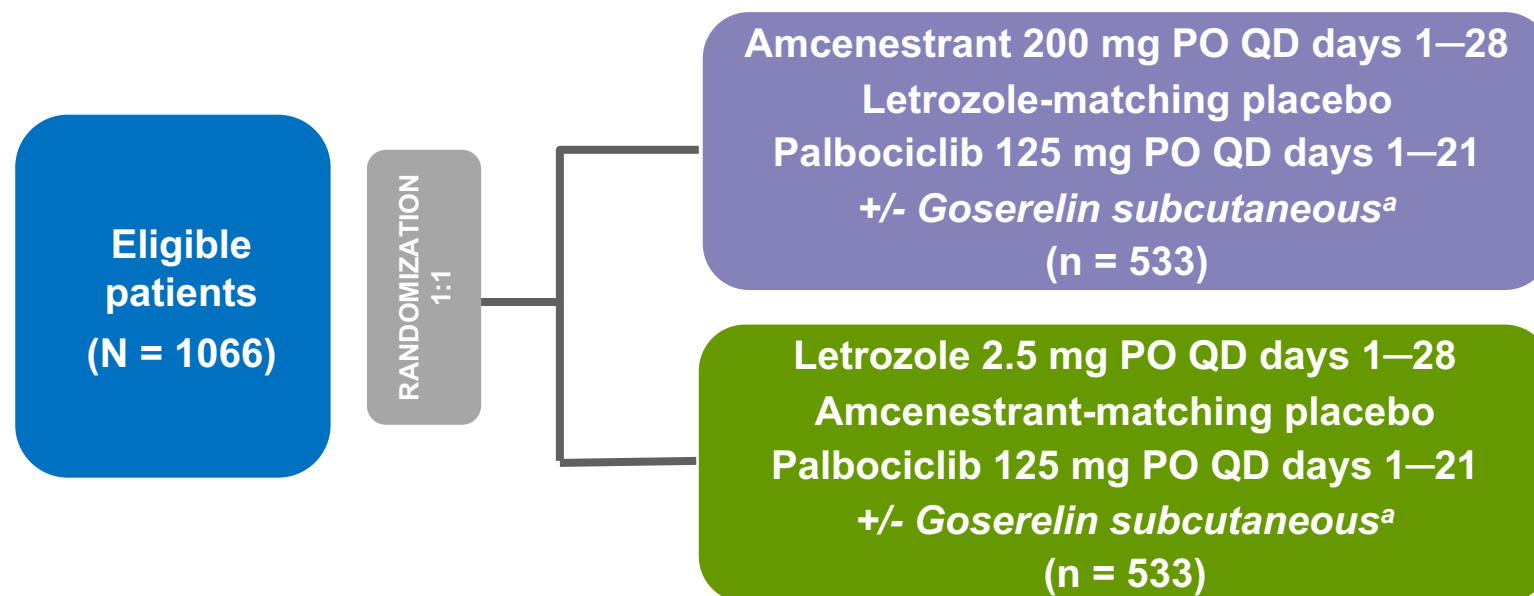 Eligible
patients
(N = 1066)
RANDOMIZATION
1:1
Amcenestrant 200 mg PO QD days 1—28
Letrozole-matching placebo
Palbociclib 125 mg PO QD days 1—21
+/- Goserelin subcutaneousᵃ
(n = 533)
Letrozole 2.5 mg PO QD days 1—28
Amcenestrant-matching placebo
Palbociclib 125 mg PO QD days 1—21
+/- Goserelin subcutaneousᵃ
(n = 533)